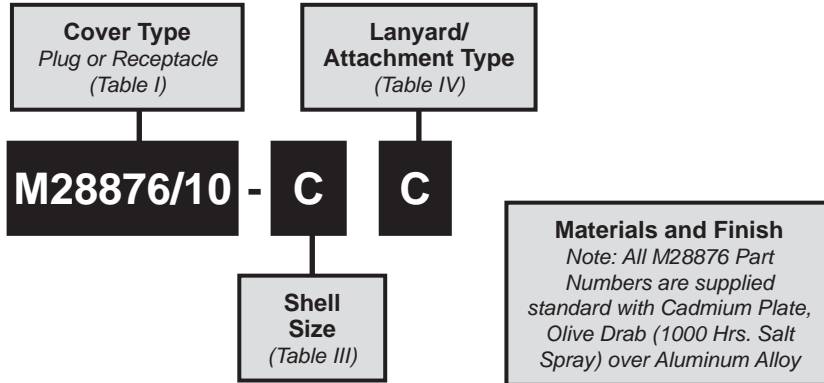 Cover Type
Plug or Receptacle
(Table I)
Lanyard/
Attachment Type
(Table IV)
M28876/10 - C C
Shell
Size
(Table III)
Materials and Finish
Note: All M28876 Part
Numbers are supplied
standard with Cadmium Plate,
Olive Drab (1000 Hrs. Salt
Spray) over Aluminum Alloy